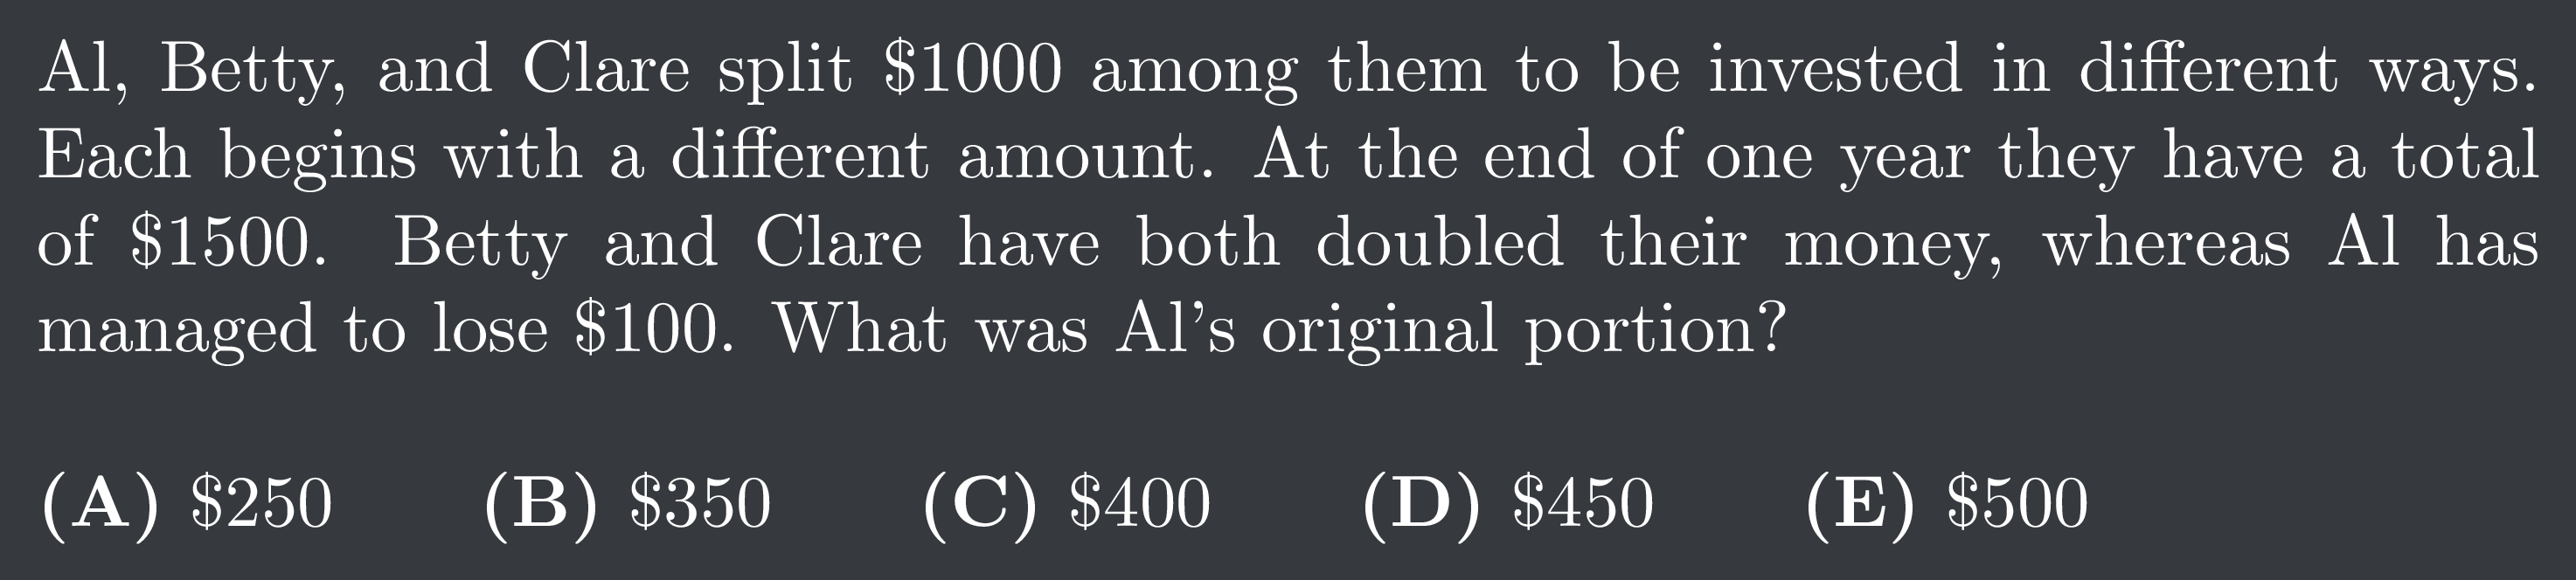 Al, Betty, and Clare split $1000 among them to be invested in different ways.
Each begins with a different amount. At the end of one year they have a total
of $1500. Betty and Clare have both doubled their money, whereas Al has
managed to lose $100. What was Al's original portion?
(A) $250 (B) $350 (C) $400 (D) $450 (E) $500